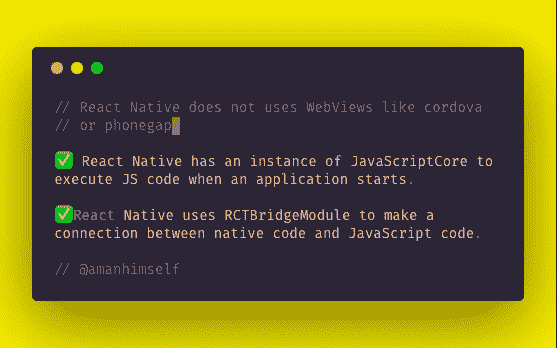 // React Native does not uses WebViews like cordova
// or phonegap
✅ React Native has an instance of JavaScriptCore to
execute JS code when an application starts.
✅React Native uses RCTBridgeModule to make a
connection between native code and JavaScript code.
// @amanhimself